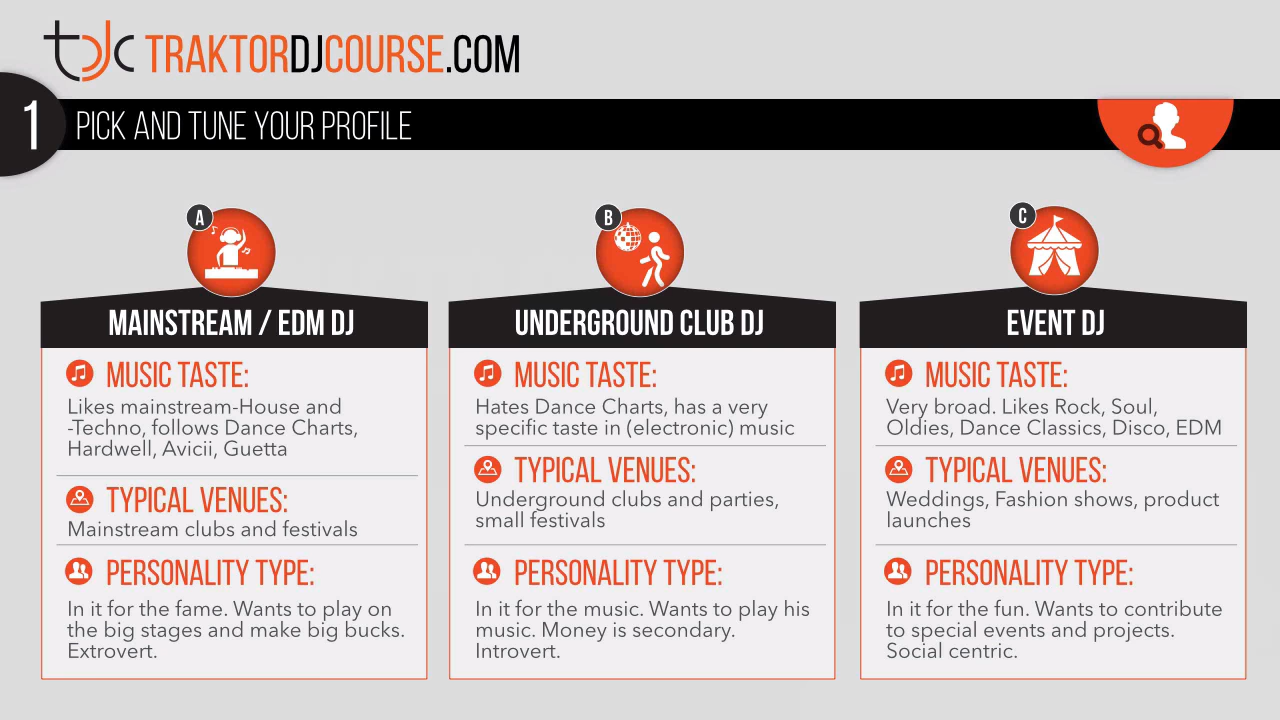 tdjc TRAKTORDJCOURSE.COM
1 PICK AND TUNE YOUR PROFILE
A
MAINSTREAM / EDM DJ
MUSIC TASTE:
Likes mainstream-House and
-Techno, follows Dance Charts,
Hardwell, Avicii, Guetta
TYPICAL VENUES:
Mainstream clubs and festivals
PERSONALITY TYPE:
In it for the fame. Wants to play on
the big stages and make big bucks.
Extrovert.
B
UNDERGROUND CLUB DJ
MUSIC TASTE:
Hates Dance Charts, has a very
specific taste in (electronic) music
TYPICAL VENUES:
Underground clubs and parties,
small festivals
PERSONALITY TYPE:
In it for the music. Wants to play his
music. Money is secondary.
Introvert.
C
EVENT DJ
MUSIC TASTE:
Very broad. Likes Rock, Soul,
Oldies, Dance Classics, Disco, EDM
TYPICAL VENUES:
Weddings, Fashion shows, product
launches
PERSONALITY TYPE:
In it for the fun. Wants to contribute
to special events and projects.
Social centric.